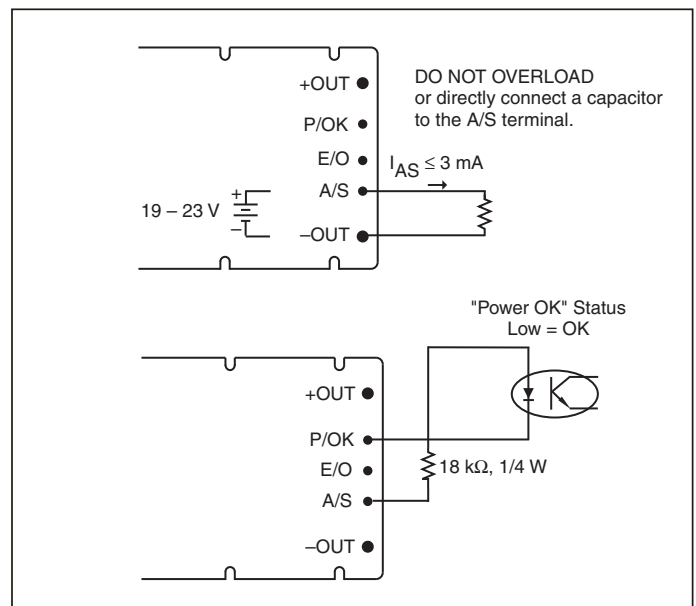 +OUT
DO NOT OVERLOAD
or directly connect a capacitor
to the A/S terminal.
P/OK
E/O
I_AS ≤ 3 mA
→
A/S
+
19 – 23 V
–
–OUT
"Power OK" Status
Low = OK
+OUT
P/OK
E/O
18 kΩ, 1/4 W
A/S
–OUT